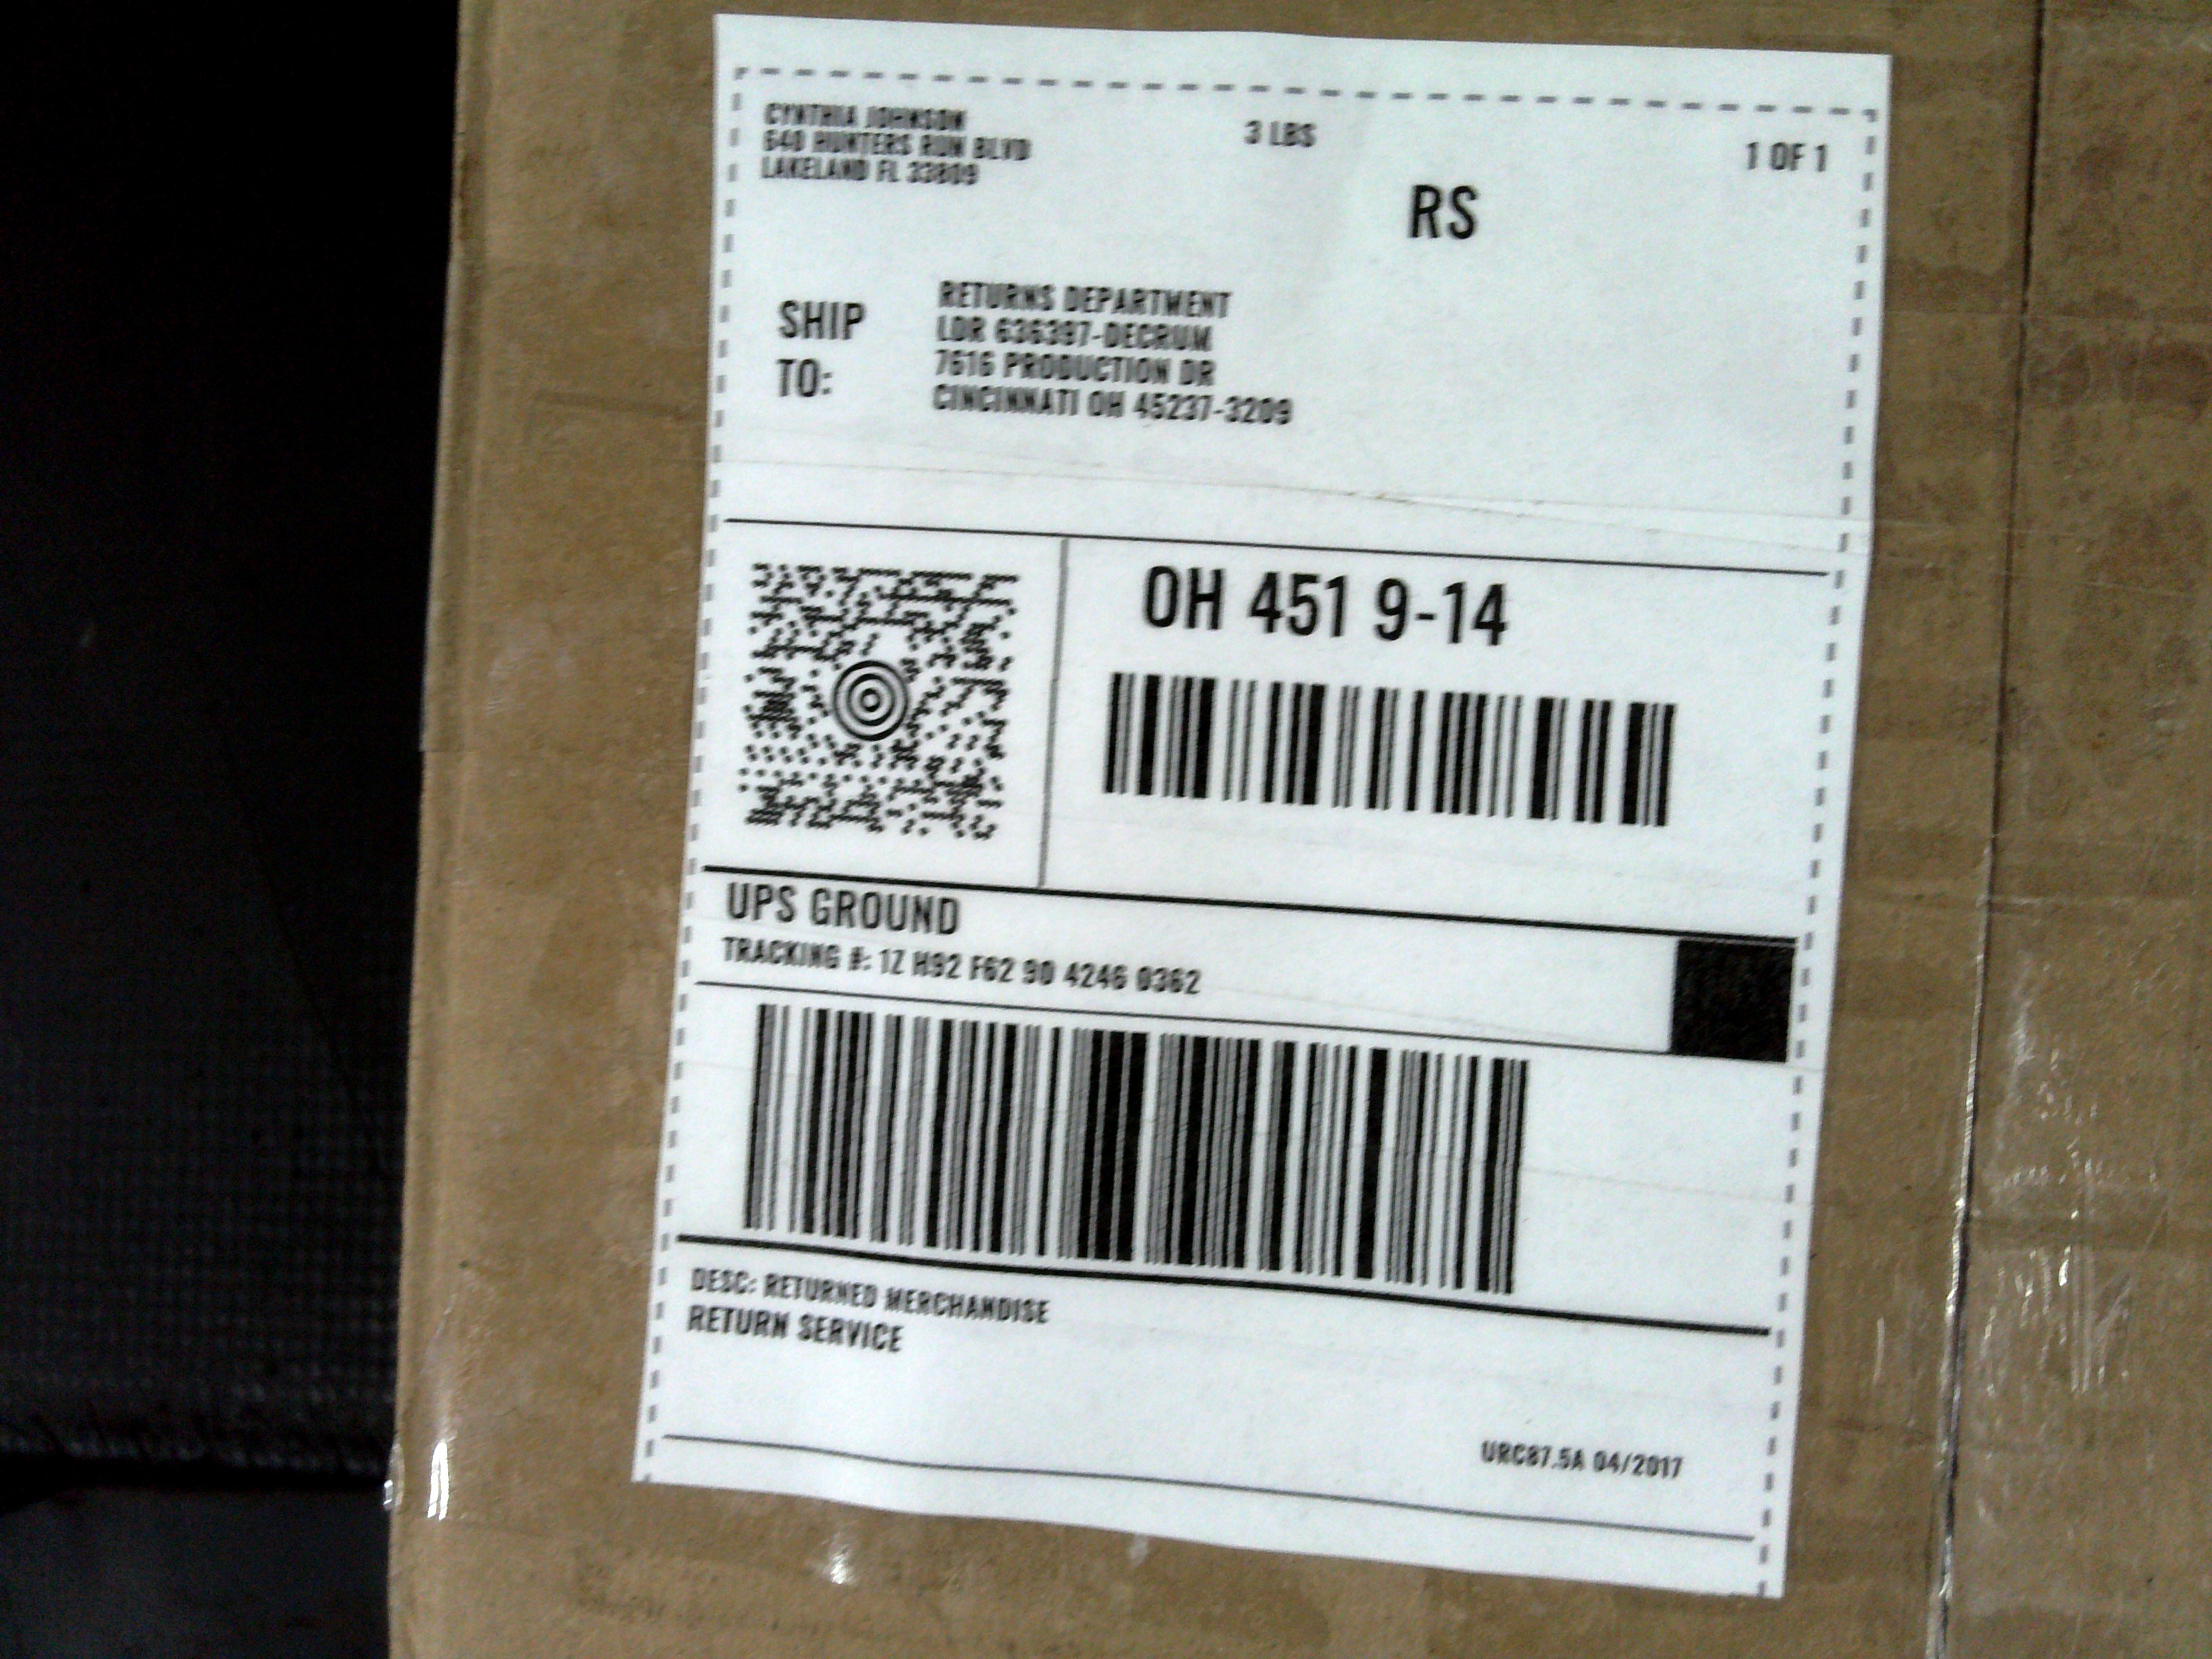 CYNTHIA JOHNSON
640 HUNTERS RUN BLVD
LAKELAND FL 33809
3 LBS
1 OF 1
RS
SHIP TO:
RETURNS DEPARTMENT
LDR 636397-DECRUM
7616 PRODUCTION DR
CINCINNATI OH 45237-3209
OH 451 9-14
UPS GROUND
TRACKING #: 1Z H92 F62 90 4246 0362
DESC: RETURNED MERCHANDISE
RETURN SERVICE
URC87.5A 04/2017